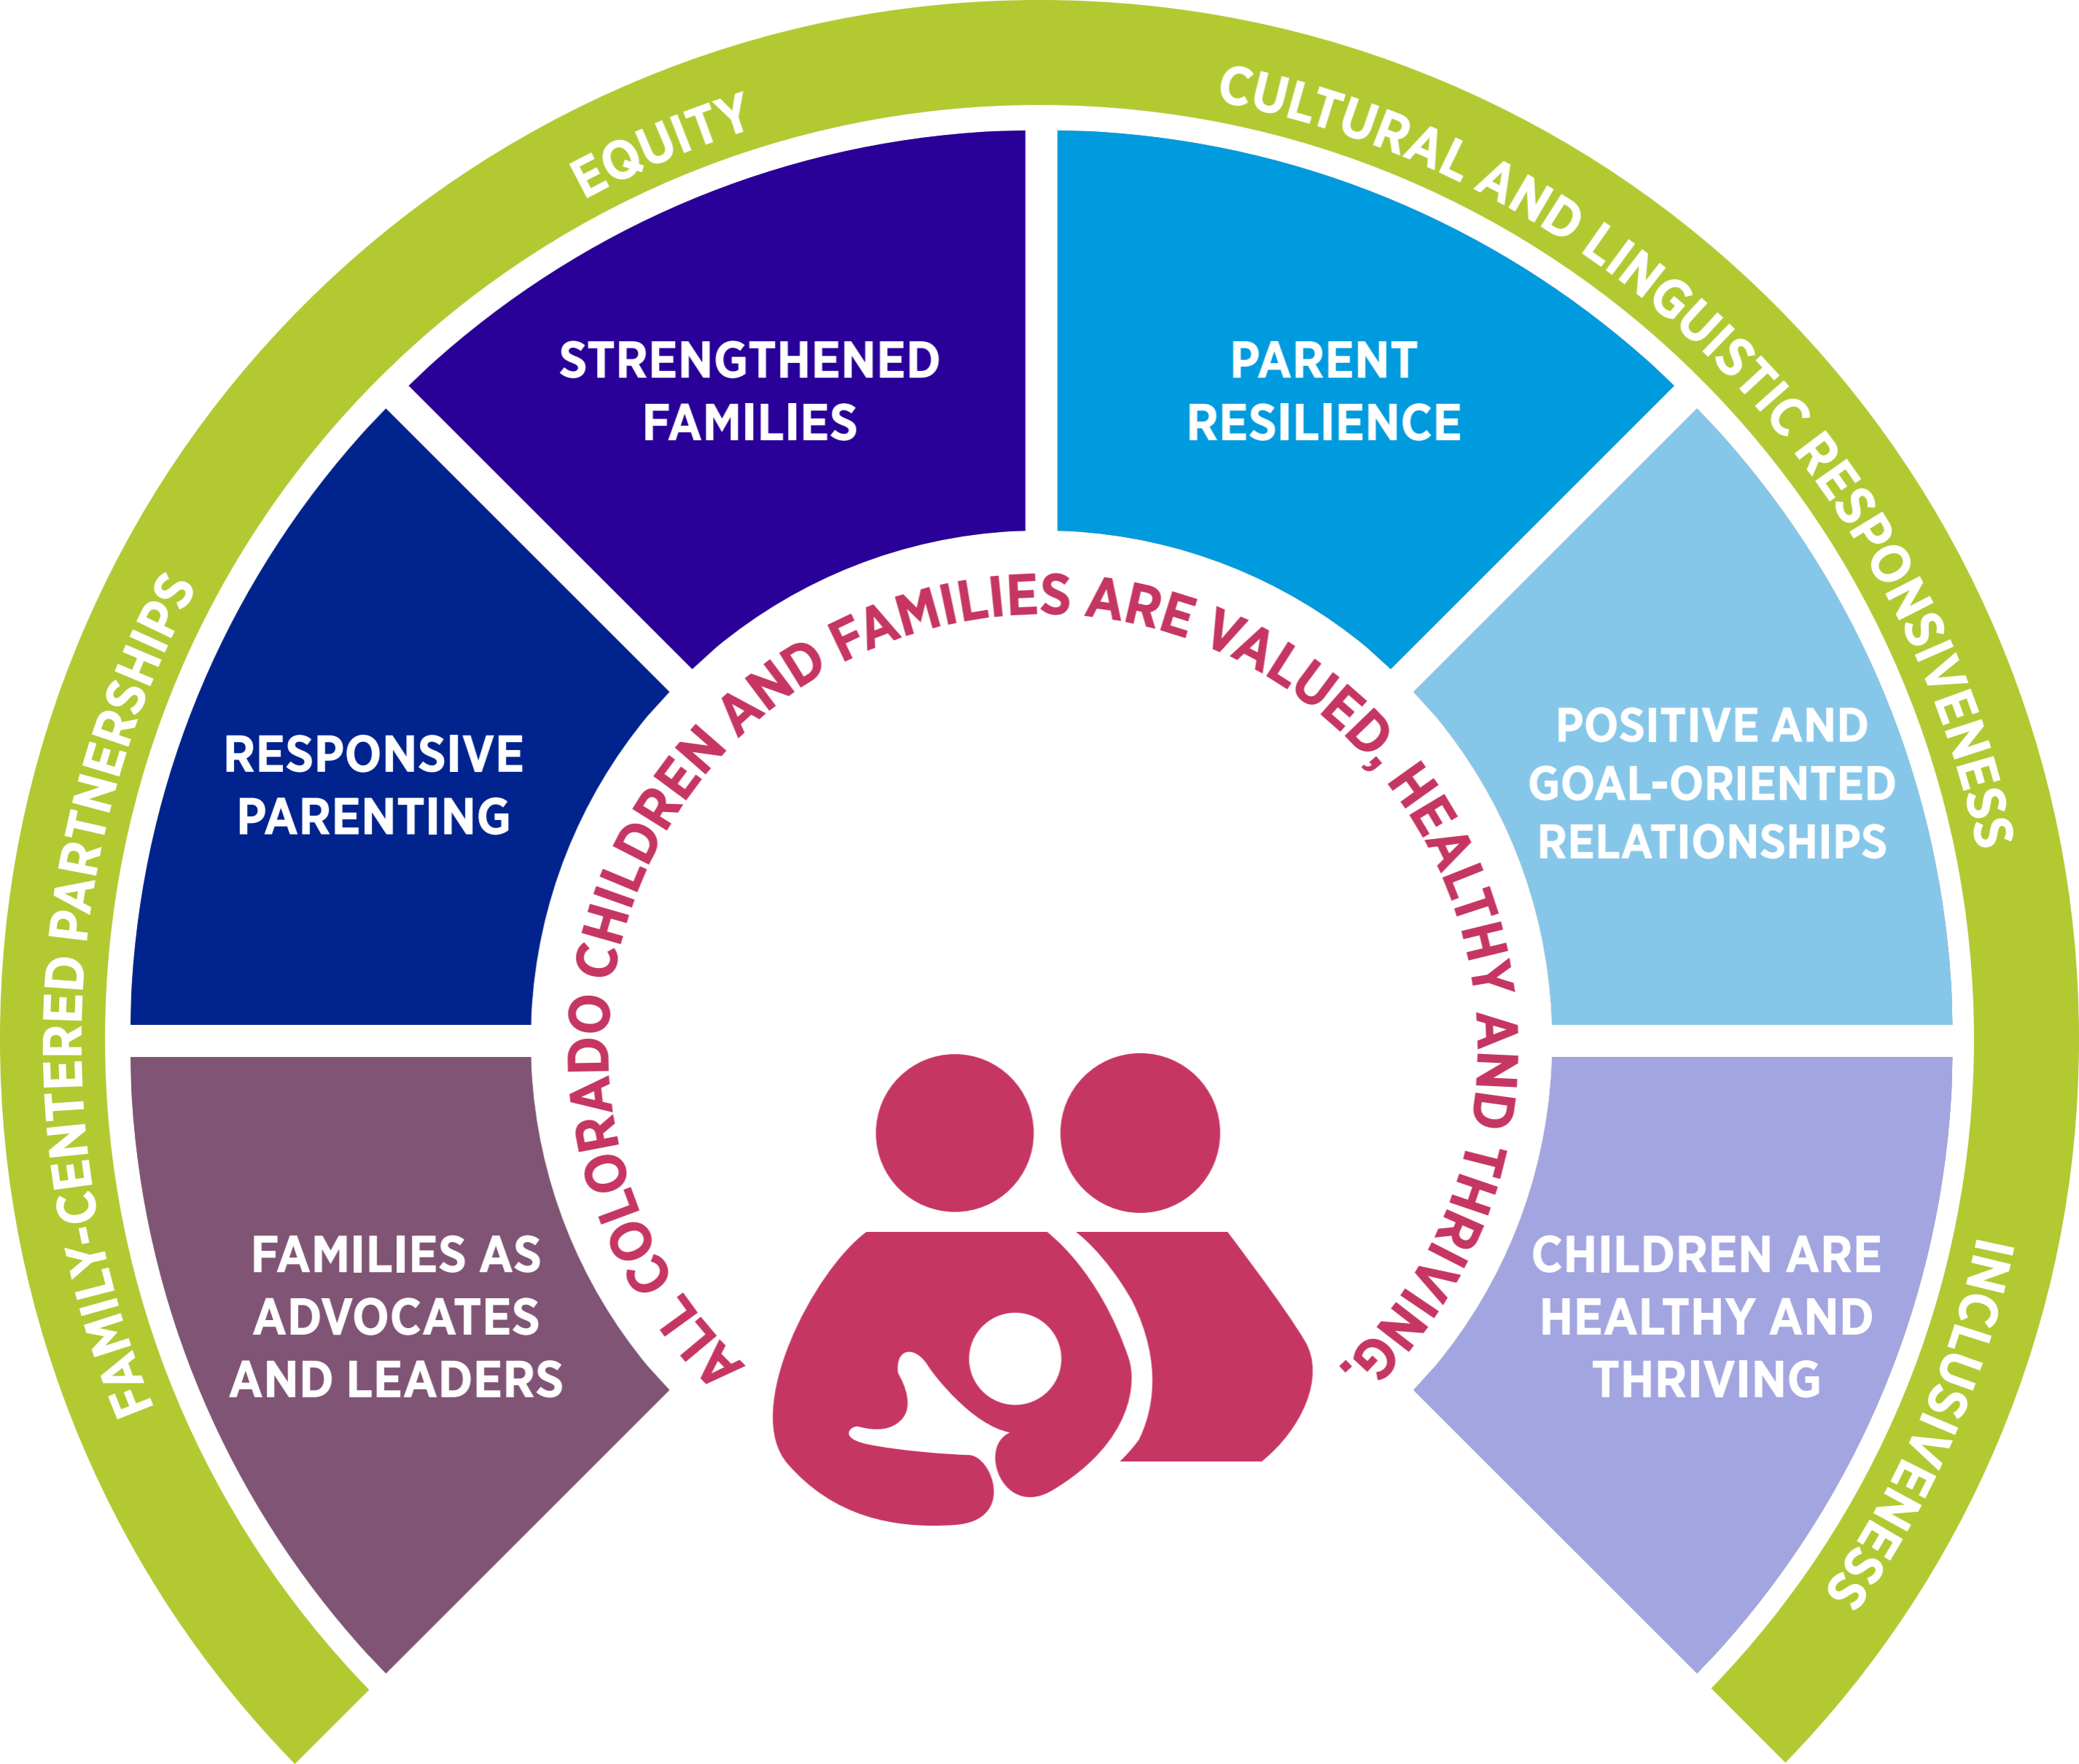 FAMILY-CENTERED PARTNERSHIPS
EQUITY
CULTURAL AND LINGUISTIC RESPONSIVENESS
INCLUSIVENESS
FAMILIES AS
ADVOCATES
AND LEADERS
RESPONSIVE
PARENTING
STRENGTHENED
FAMILIES
PARENT
RESILIENCE
POSITIVE AND
GOAL-ORIENTED
RELATIONSHIPS
CHILDREN ARE
HEALTHY AND
THRIVING
ALL COLORADO CHILDREN AND FAMILIES ARE VALUED, HEALTHY AND THRIVING.